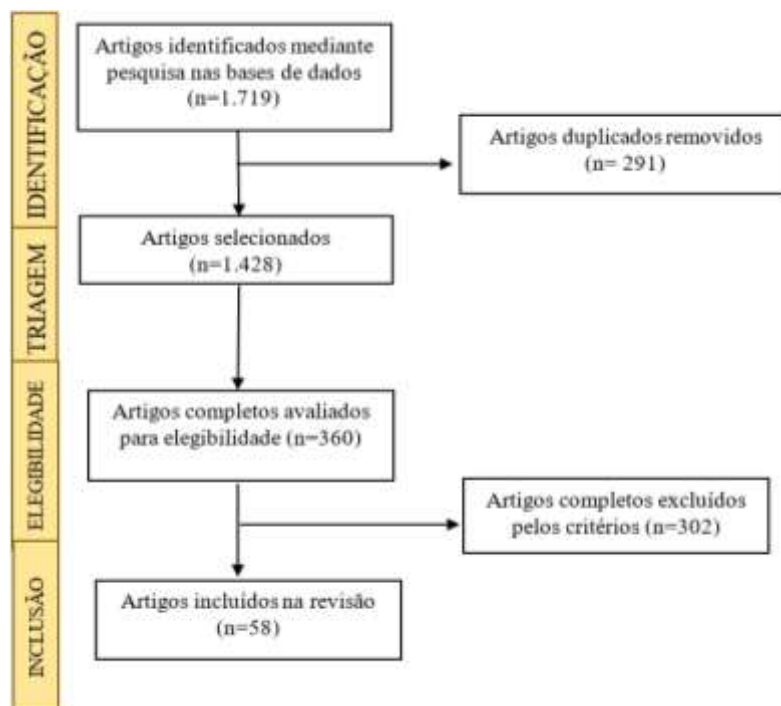 IDENTIFICAÇÃO
Artigos identificados mediante
pesquisa nas bases de dados
(n=1.719)
Artigos duplicados removidos
(n= 291)
TRIAGEM
Artigos selecionados
(n=1.428)
ELEGIBILIDADE
Artigos completos avaliados
para elegibilidade (n=360)
Artigos completos excluídos
pelos critérios (n=302)
INCLUSÃO
Artigos incluídos na revisão
(n=58)